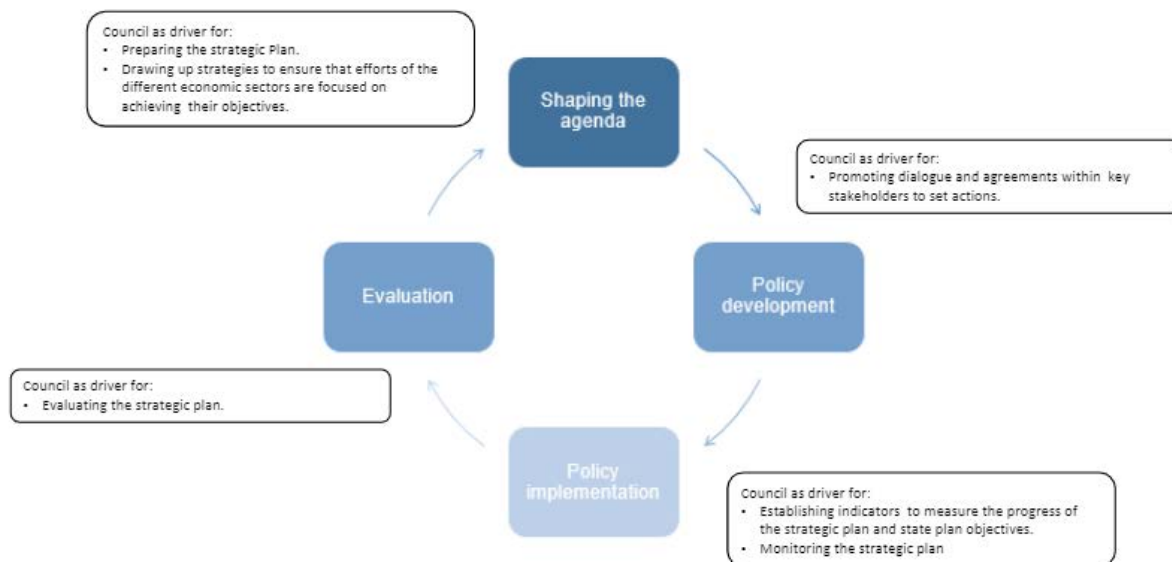 Council as driver for:
• Preparing the strategic Plan.
• Drawing up strategies to ensure that efforts of the
different economic sectors are focused on
achieving their objectives.
Shaping the
agenda
Council as driver for:
• Promoting dialogue and agreements within key
stakeholders to set actions.
Policy
development
Council as driver for:
• Establishing indicators to measure the progress of
the strategic plan and state plan objectives.
• Monitoring the strategic plan
Policy
implementation
Council as driver for:
• Evaluating the strategic plan.
Evaluation